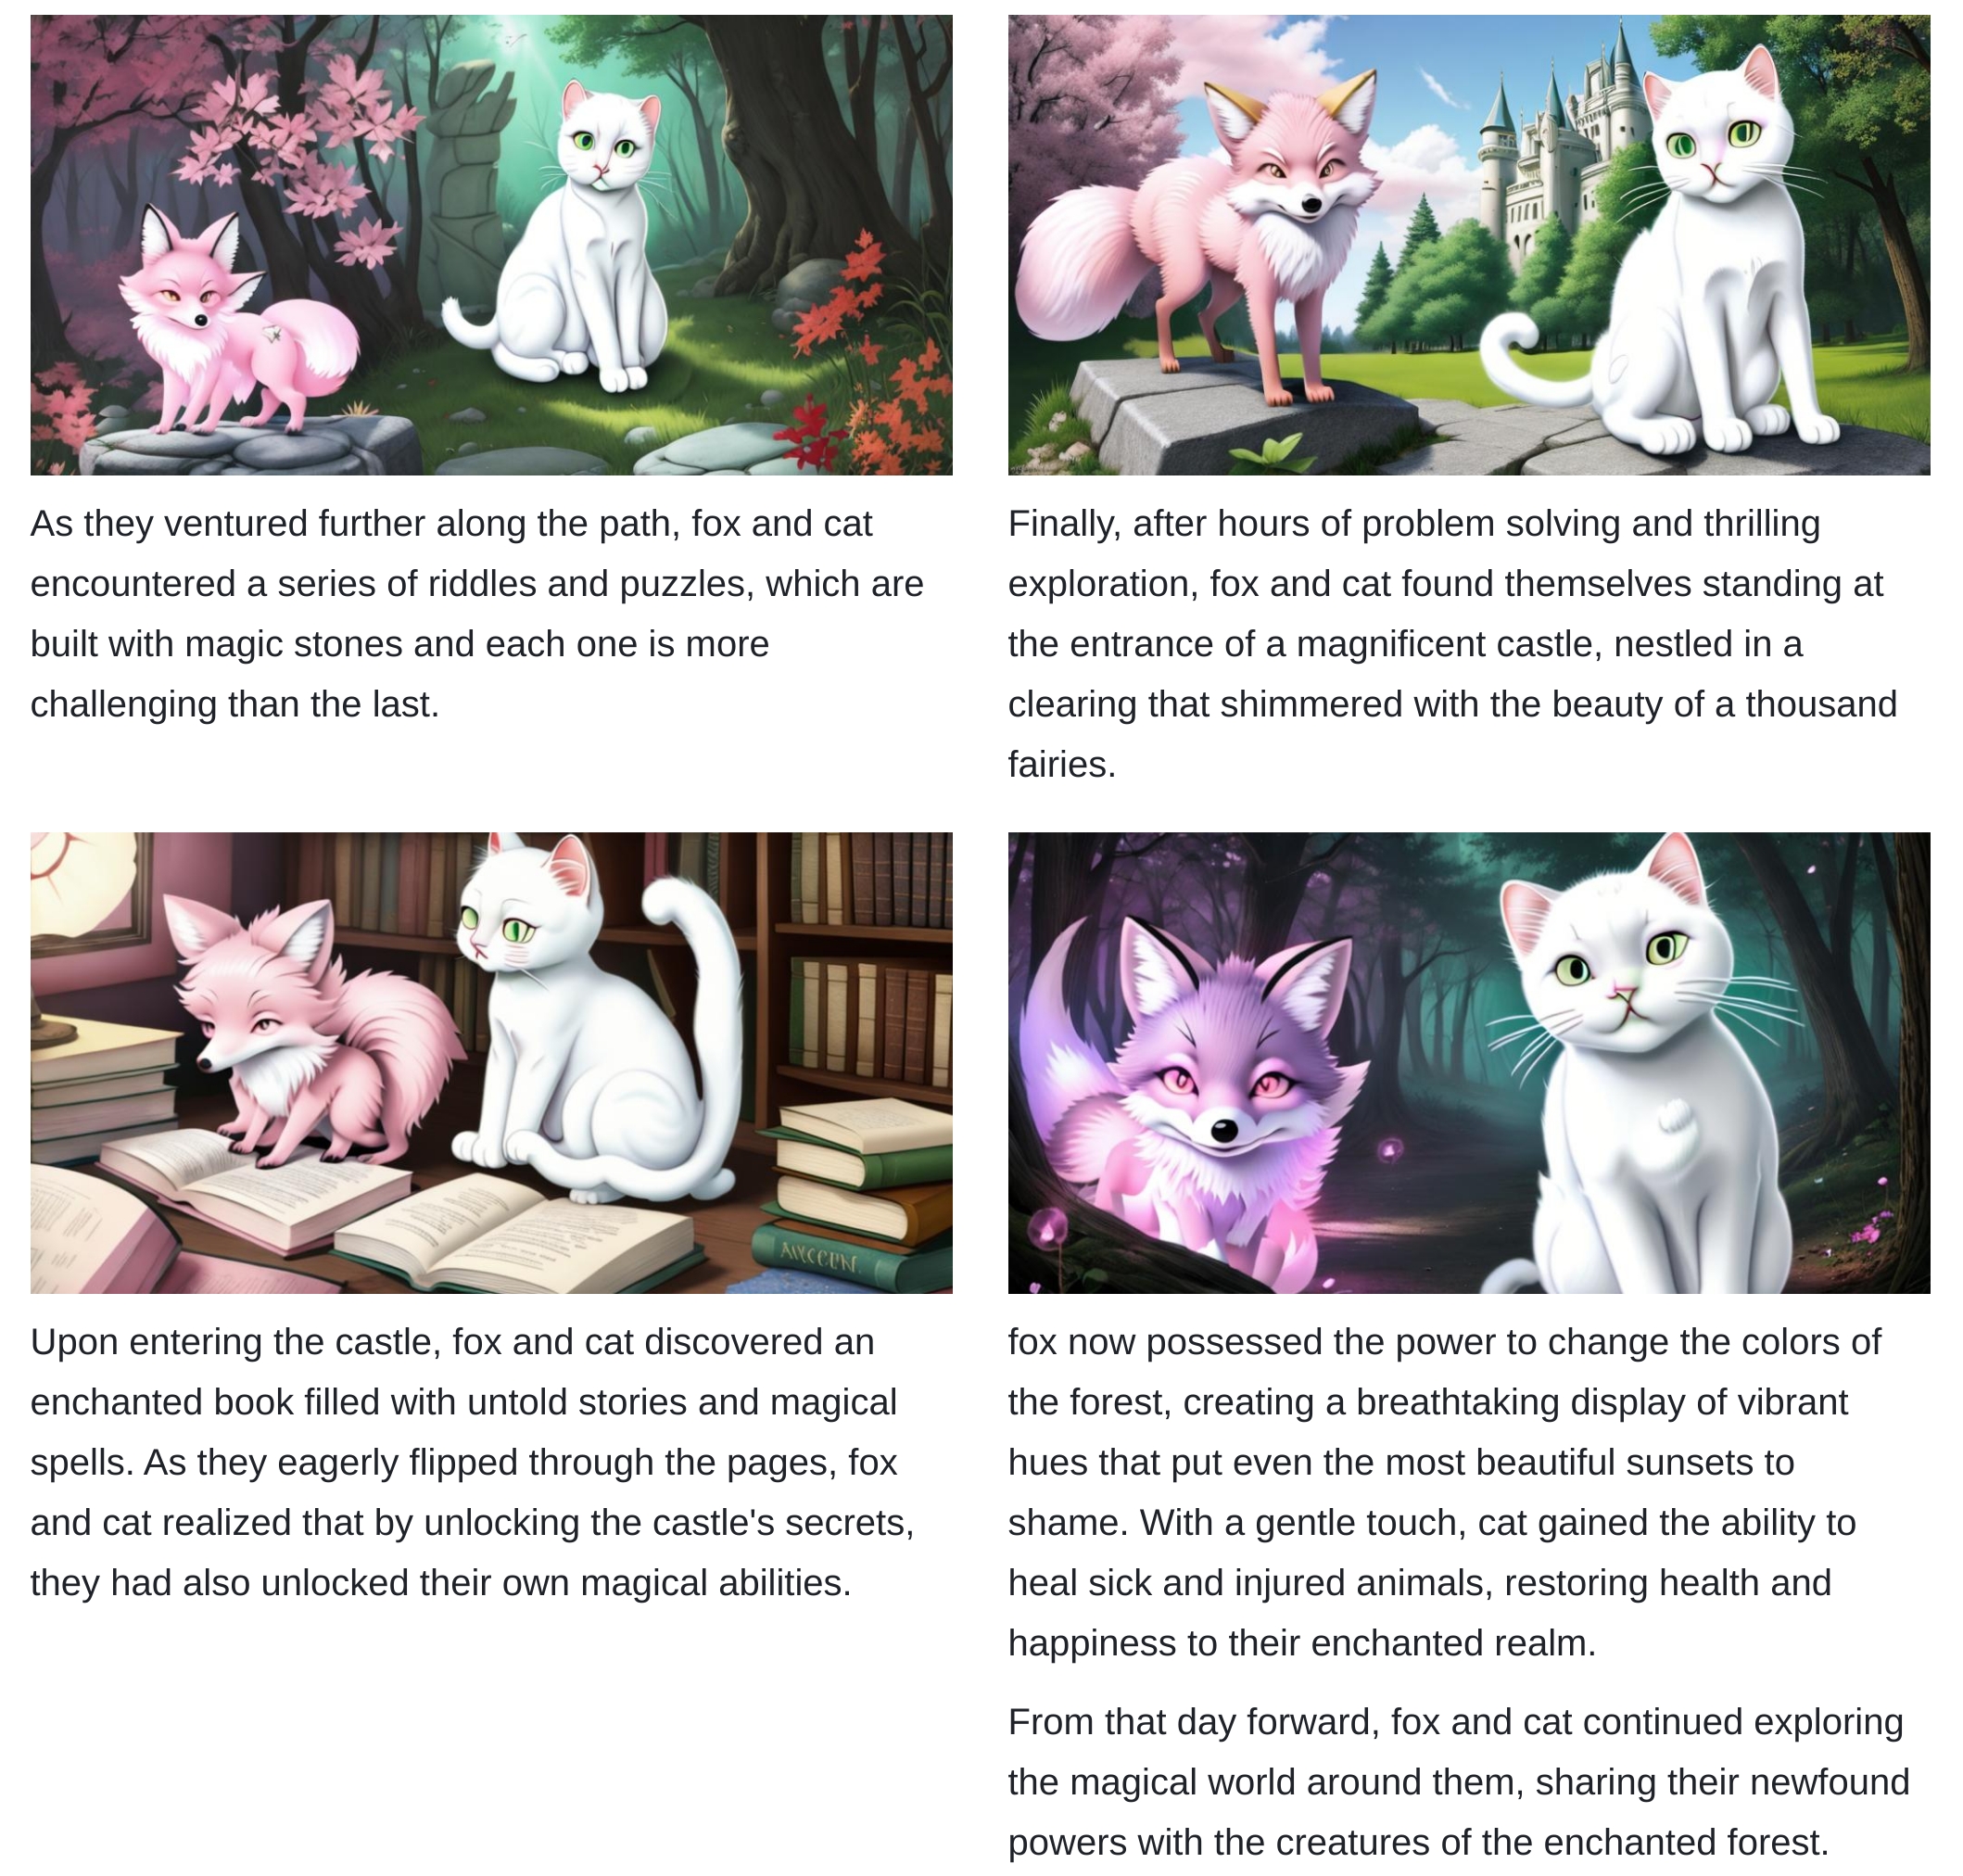 As they ventured further along the path, fox and cat
encountered a series of riddles and puzzles, which are
built with magic stones and each one is more
challenging than the last.
Finally, after hours of problem solving and thrilling
exploration, fox and cat found themselves standing at
the entrance of a magnificent castle, nestled in a
clearing that shimmered with the beauty of a thousand
fairies.
Upon entering the castle, fox and cat discovered an
enchanted book filled with untold stories and magical
spells. As they eagerly flipped through the pages, fox
and cat realized that by unlocking the castle's secrets,
they had also unlocked their own magical abilities.
fox now possessed the power to change the colors of
the forest, creating a breathtaking display of vibrant
hues that put even the most beautiful sunsets to
shame. With a gentle touch, cat gained the ability to
heal sick and injured animals, restoring health and
happiness to their enchanted realm.
From that day forward, fox and cat continued exploring
the magical world around them, sharing their newfound
powers with the creatures of the enchanted forest.